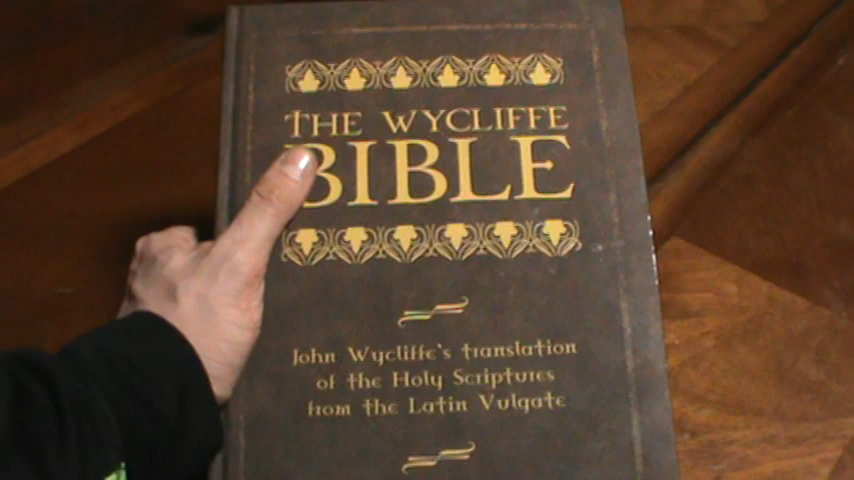 THE WYCLIFFE
BIBLE
John Wycliffe's translation
of the Holy Scriptures
from the Latin Vulgate